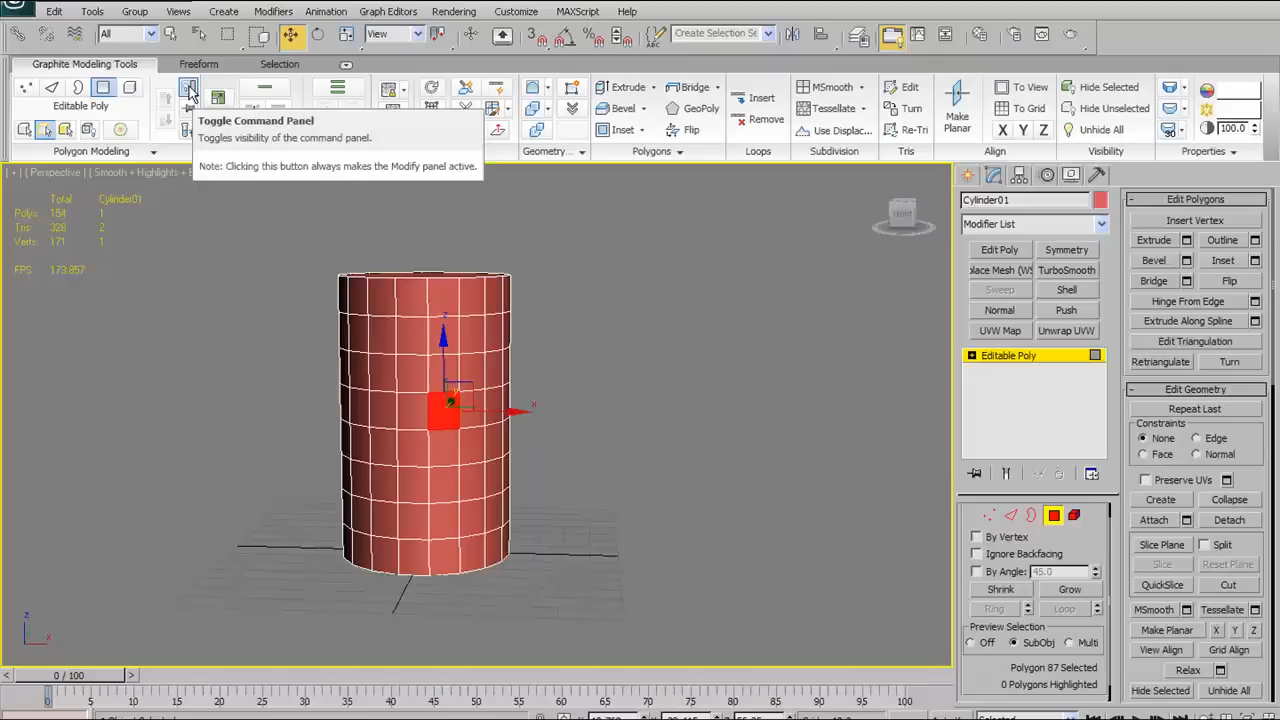 Edit Tools Group Views Create Modifiers Animation Graph Editors Rendering Customize MAXScript Help
All View Create Selection Se
Graphite Modeling Tools Freeform Selection
Editable Poly
Polygon Modeling
Toggle Command Panel
Toggles visibility of the command panel.
Note: Clicking this button always makes the Modify panel active.
Extrude Bridge
Bevel GeoPoly
Inset Flip
Geometry... Polygons
Insert
Remove
Loops
MSmooth
Tessellate
Use Displac...
Subdivision
Edit
Turn
Re-Tri
Tris
Make
Planar
To View
To Grid
X Y Z
Align
Hide Selected
Hide Unselected
Unhide All
Visibility
30
100.0
Properties
[ + ] [ Perspective ] [ Smooth + Highlights +
Total Cylinder01
Polys: 154 1
Tris: 328 2
Verts: 171 1
FPS 173.857
FRONT
z
x
z
x
Cylinder01
Modifier List
Edit Poly Symmetry
place Mesh (WS TurboSmooth
Sweep Shell
Normal Push
UVW Map Unwrap UVW
Editable Poly
By Vertex
Ignore Backfacing
By Angle: 45.0
Shrink Grow
Ring Loop
Preview Selection
Off SubObj Multi
Polygon 87 Selected
0 Polygons Highlighted
Edit Polygons
Insert Vertex
Extrude Outline
Bevel Inset
Bridge Flip
Hinge From Edge
Extrude Along Spline
Edit Triangulation
Retriangulate Turn
Edit Geometry
Repeat Last
Constraints
None Edge
Face Normal
Preserve UVs
Create Collapse
Attach Detach
Slice Plane Split
Slice Reset Plane
QuickSlice Cut
MSmooth Tessellate
Make Planar X Y Z
View Align Grid Align
Relax
Hide Selected Unhide All
0 / 100
0 5 10 15 20 25 30 35 40 45 50 55 60 65 70 75 80 85 90 95 100